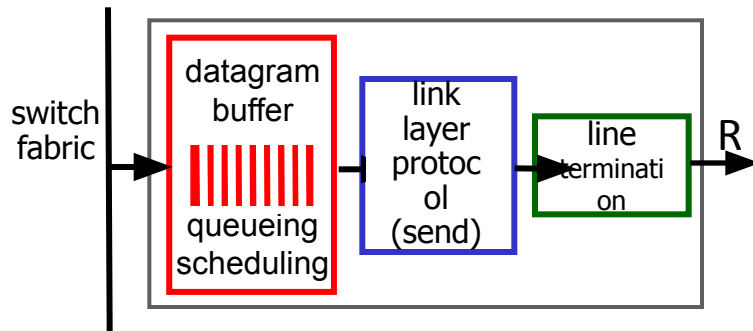 switch
fabric
datagram
buffer
queueing
scheduling
link
layer
protoc
ol
(send)
line
terminati
on
R